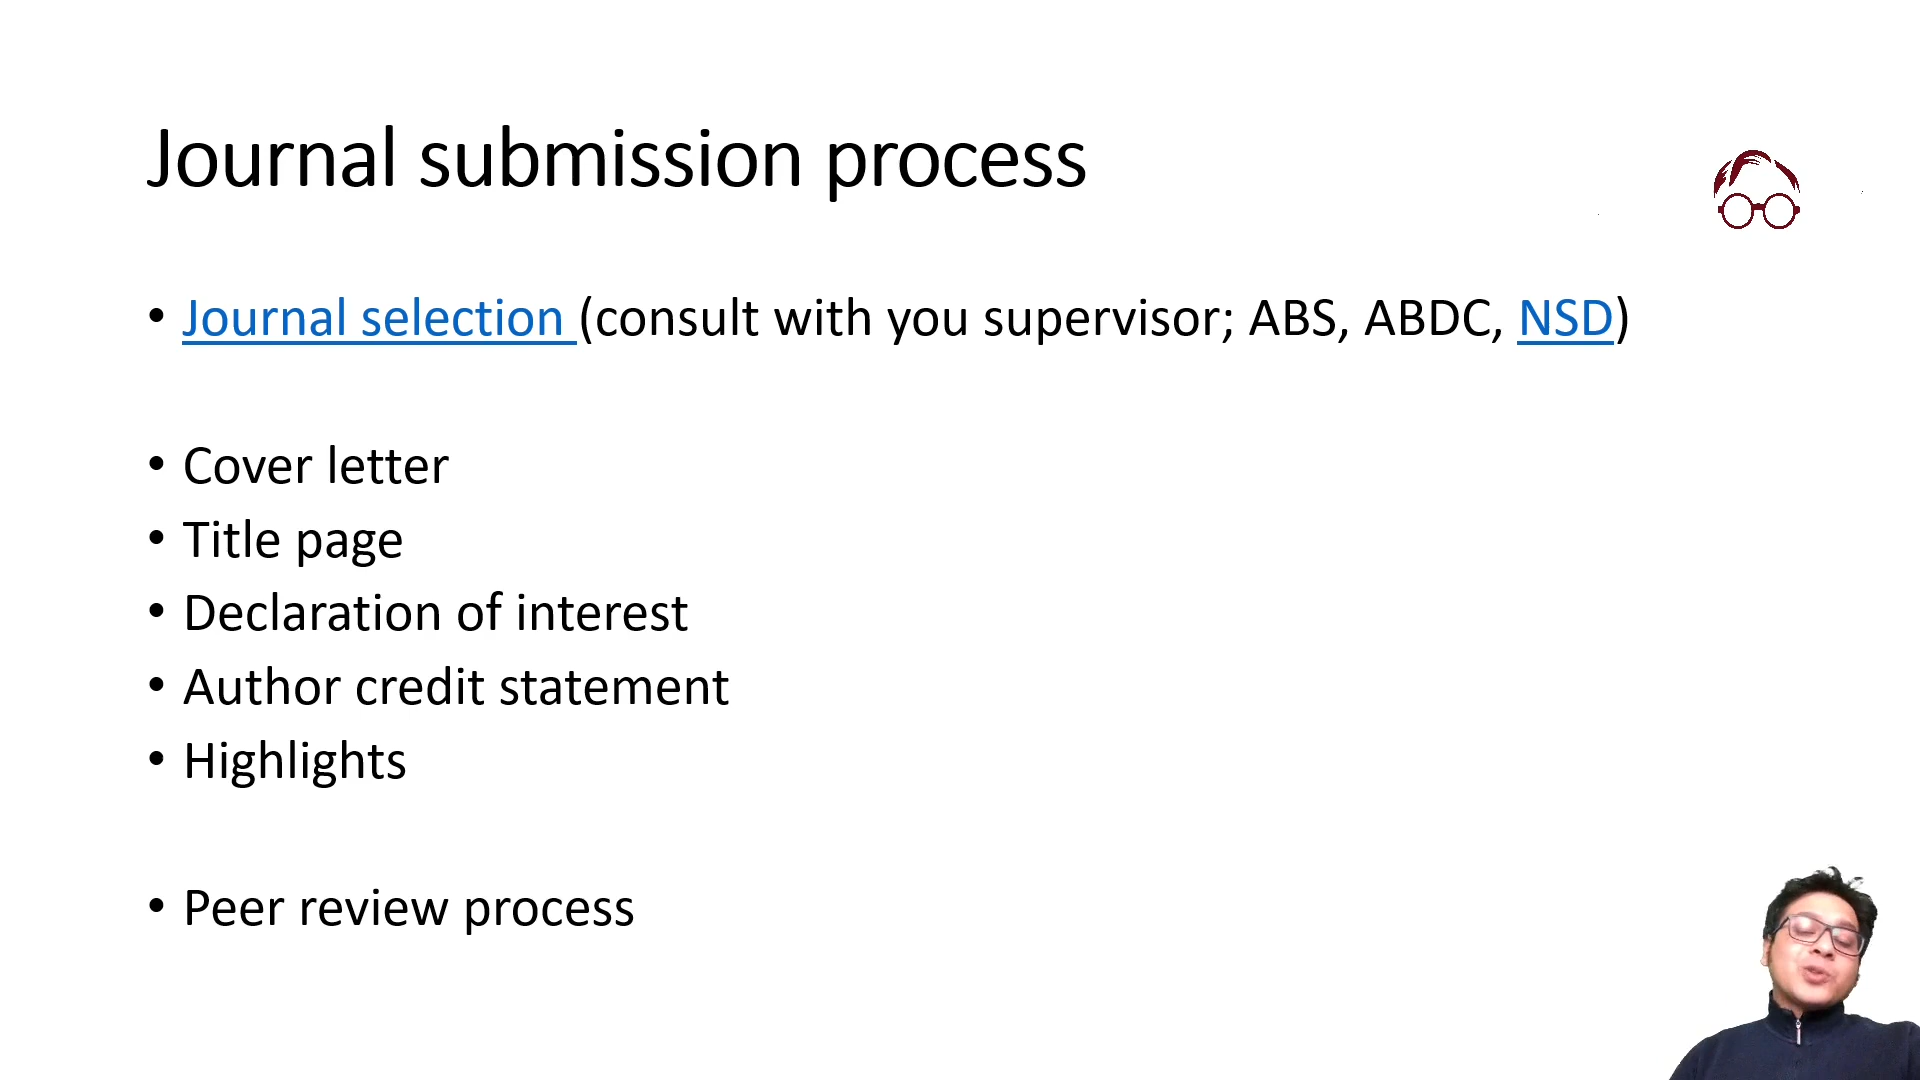 Journal submission process
• Journal selection (consult with you supervisor; ABS, ABDC, NSD)
• Cover letter
• Title page
• Declaration of interest
• Author credit statement
• Highlights
• Peer review process